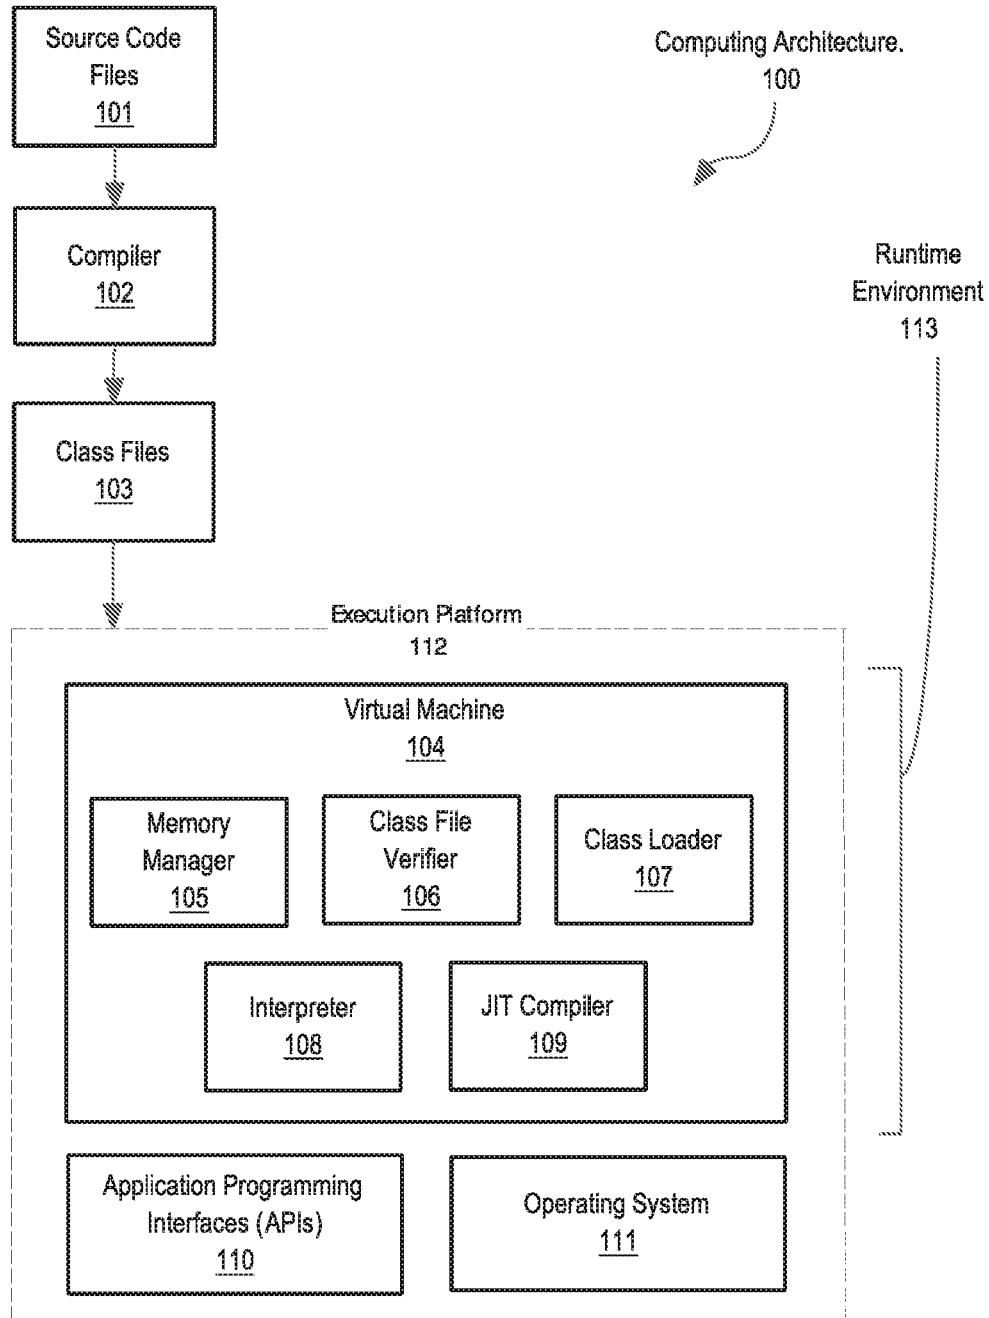 Source Code
Files
101
Computing Architecture.
100
Compiler
102
Runtime
Environment
113
Class Files
103
Execution Platform
112
Virtual Machine
104
Memory
Manager
105
Class File
Verifier
106
Class Loader
107
Interpreter
108
JIT Compiler
109
Application Programming
Interfaces (APIs)
110
Operating System
111